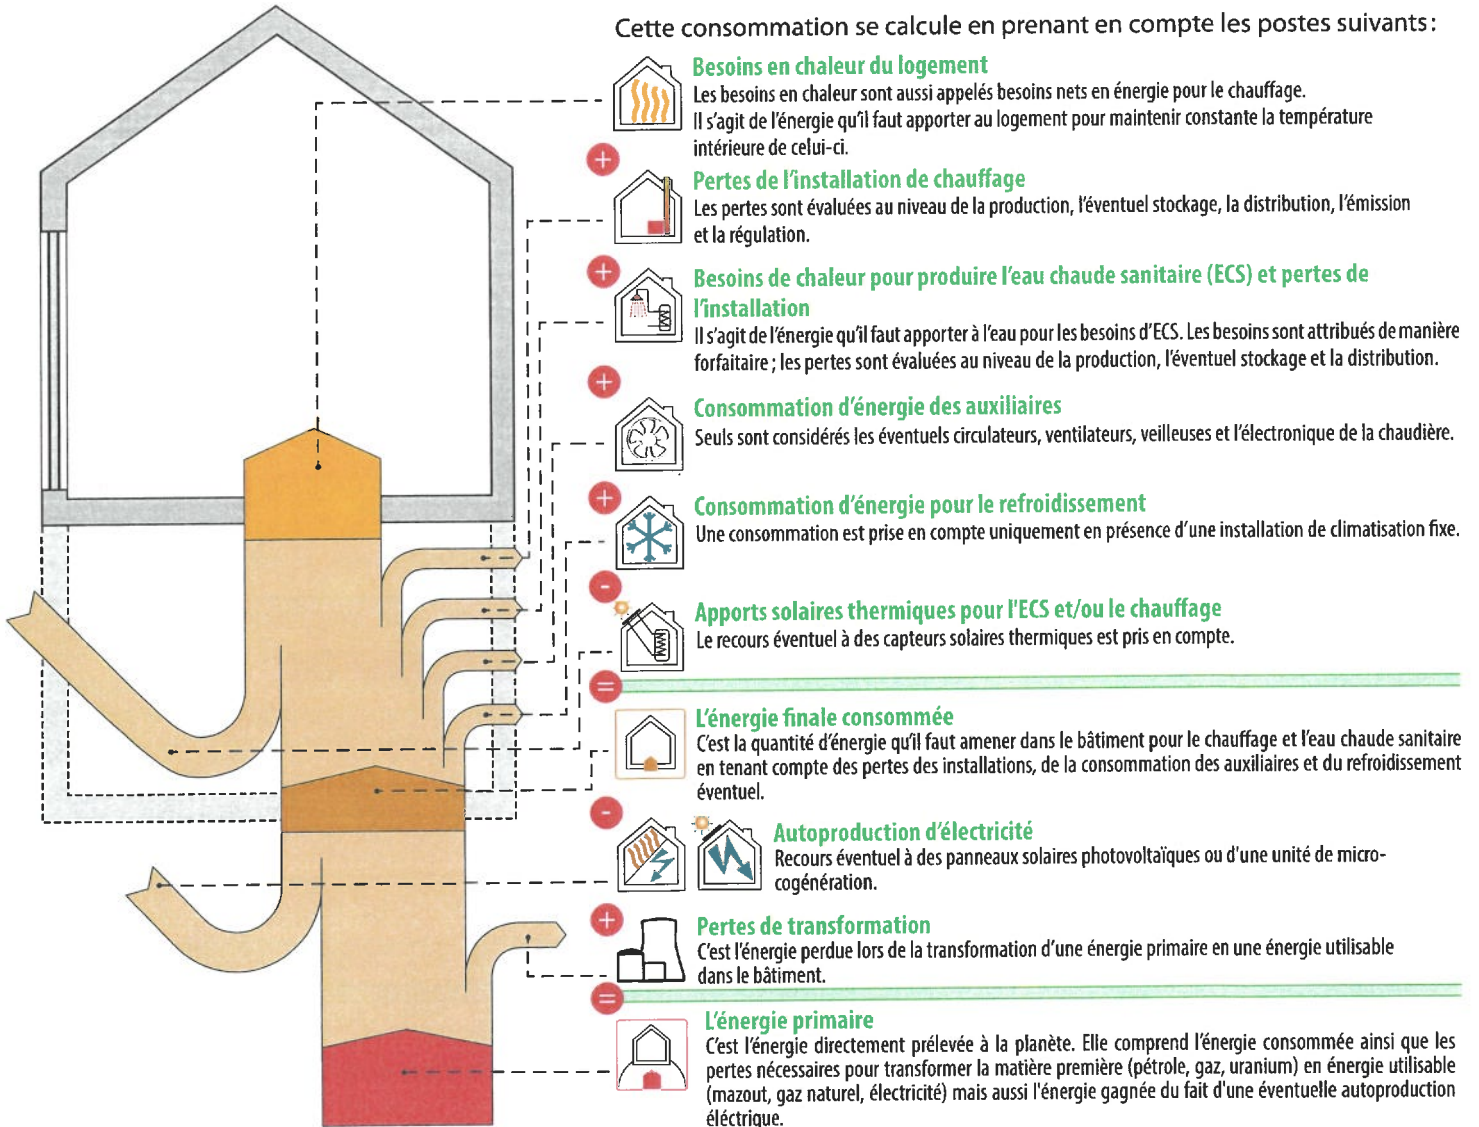 Cette consommation se calcule en prenant en compte les postes suivants :
Besoins en chaleur du logement
Les besoins en chaleur sont aussi appelés besoins nets en énergie pour le chauffage.
Il s'agit de l'énergie qu'il faut apporter au logement pour maintenir constante la température
intérieure de celui-ci.
+
Pertes de l'installation de chauffage
Les pertes sont évaluées au niveau de la production, l'éventuel stockage, la distribution, l'émission
et la régulation.
+
Besoins de chaleur pour produire l'eau chaude sanitaire (ECS) et pertes de
l'installation
Il s'agit de l'énergie qu'il faut apporter à l'eau pour les besoins d'ECS. Les besoins sont attribués de manière
forfaitaire ; les pertes sont évaluées au niveau de la production, l'éventuel stockage et la distribution.
+
Consommation d'énergie des auxiliaires
Seuls sont considérés les éventuels circulateurs, ventilateurs, veilleuses et l'électronique de la chaudière.
+
Consommation d'énergie pour le refroidissement
Une consommation est prise en compte uniquement en présence d'une installation de climatisation fixe.
-
Apports solaires thermiques pour l'ECS et/ou le chauffage
Le recours éventuel à des capteurs solaires thermiques est pris en compte.
=
L'énergie finale consommée
C'est la quantité d'énergie qu'il faut amener dans le bâtiment pour le chauffage et l'eau chaude sanitaire
en tenant compte des pertes des installations, de la consommation des auxiliaires et du refroidissement
éventuel.
-
Autoproduction d'électricité
Recours éventuel à des panneaux solaires photovoltaïques ou d'une unité de micro-
cogénération.
+
Pertes de transformation
C'est l'énergie perdue lors de la transformation d'une énergie primaire en une énergie utilisable
dans le bâtiment.
=
L'énergie primaire
C'est l'énergie directement prélevée à la planète. Elle comprend l'énergie consommée ainsi que les
pertes nécessaires pour transformer la matière première (pétrole, gaz, uranium) en énergie utilisable
(mazout, gaz naturel, électricité) mais aussi l'énergie gagnée du fait d'une éventuelle autoproduction
éléctrique.